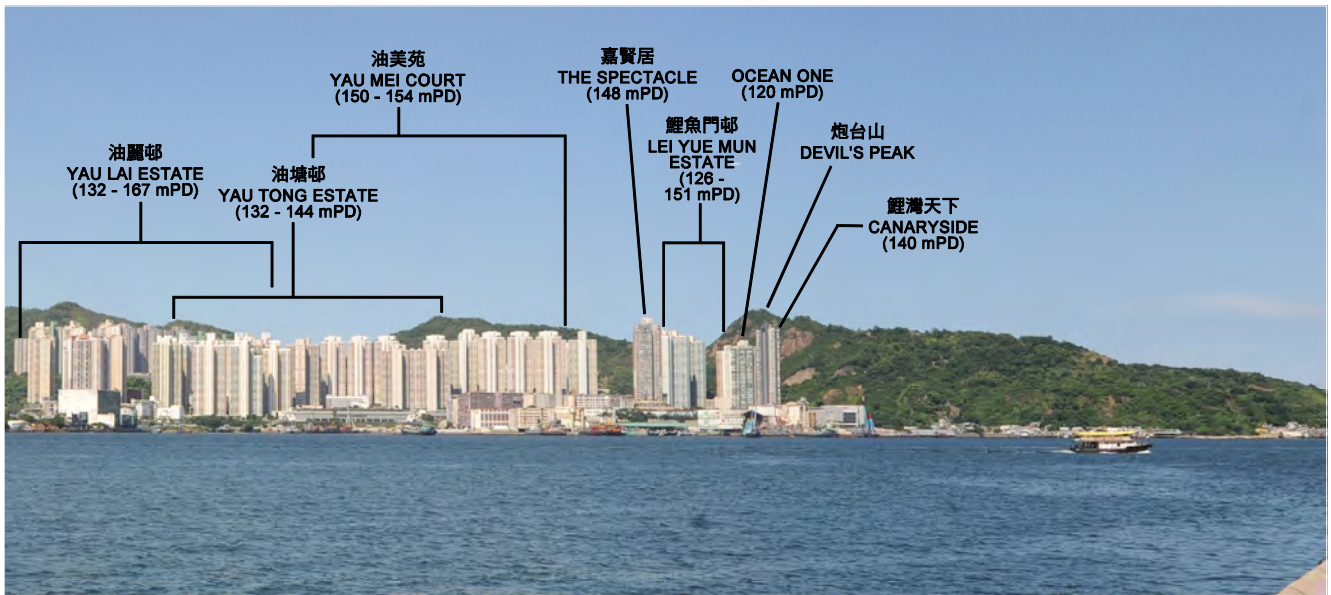 油美苑
YAU MEI COURT
(150 - 154 mPD)
嘉賢居
THE SPECTACLE
(148 mPD)
OCEAN ONE
(120 mPD)
鯉魚門邨
LEI YUE MUN
ESTATE
(126 -
151 mPD)
炮台山
DEVIL'S PEAK
油麗邨
YAU LAI ESTATE
(132 - 167 mPD)
油塘邨
YAU TONG ESTATE
(132 - 144 mPD)
鯉灣天下
CANARYSIDE
(140 mPD)